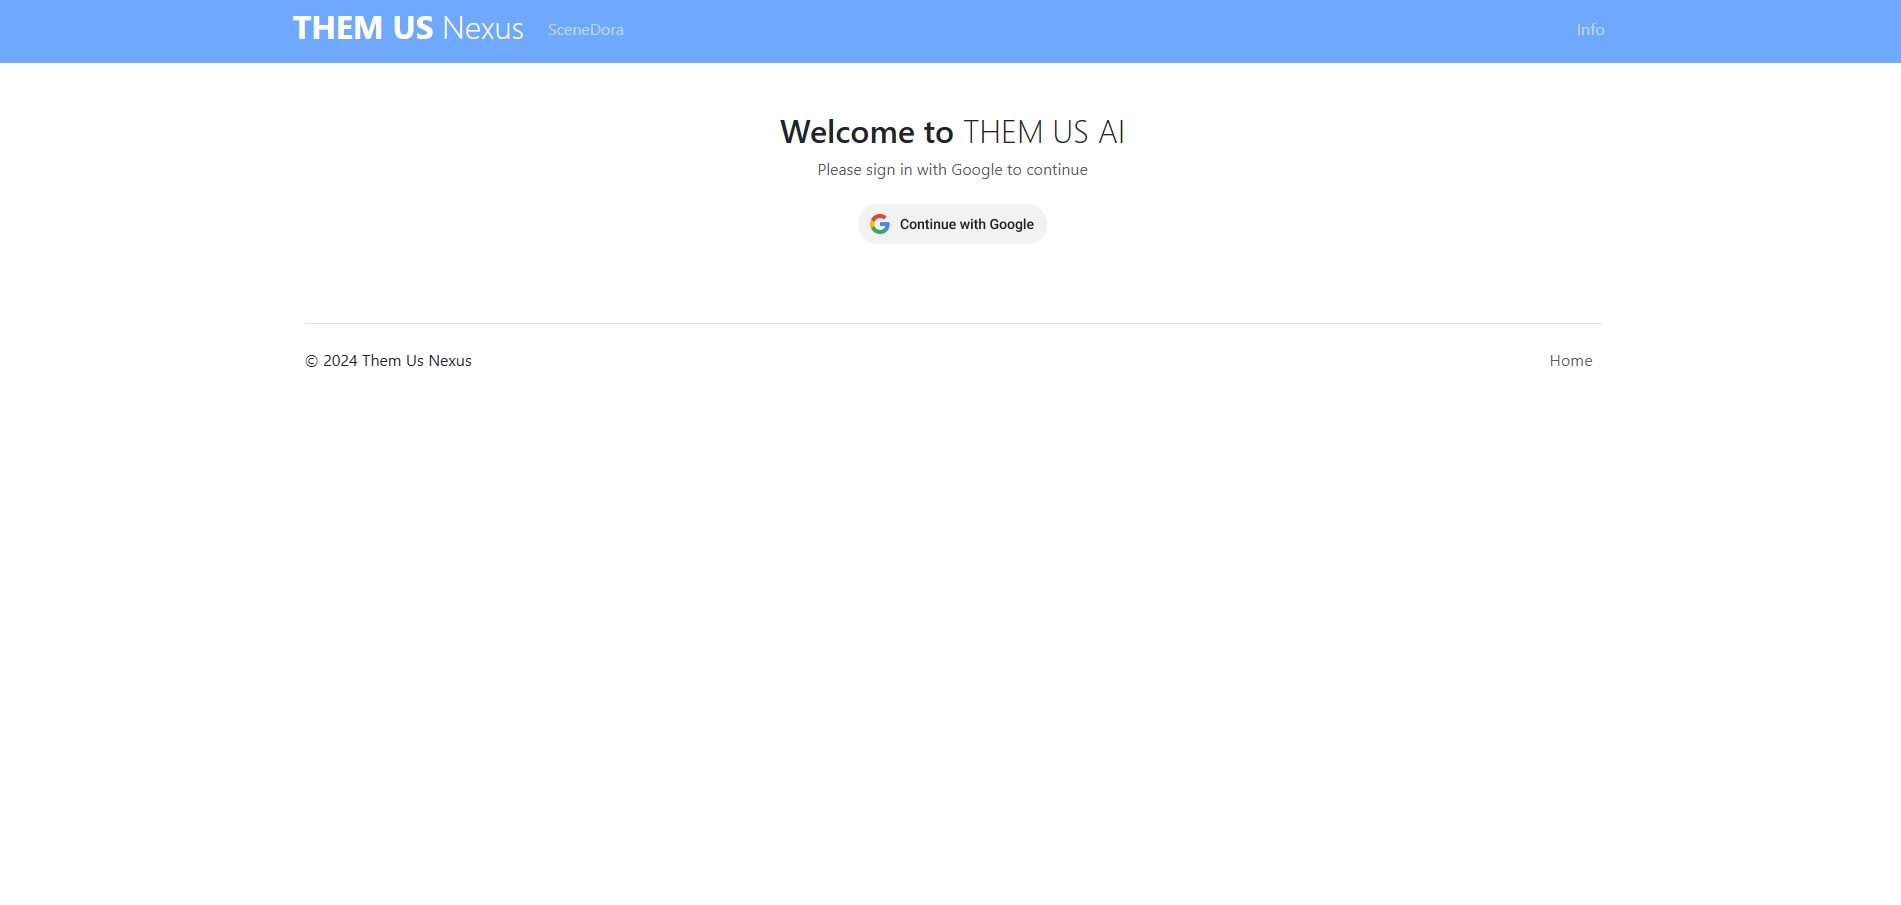 THEM US Nexus SceneDora Info
Welcome to THEM US AI
Please sign in with Google to continue
Continue with Google
© 2024 Them Us Nexus Home